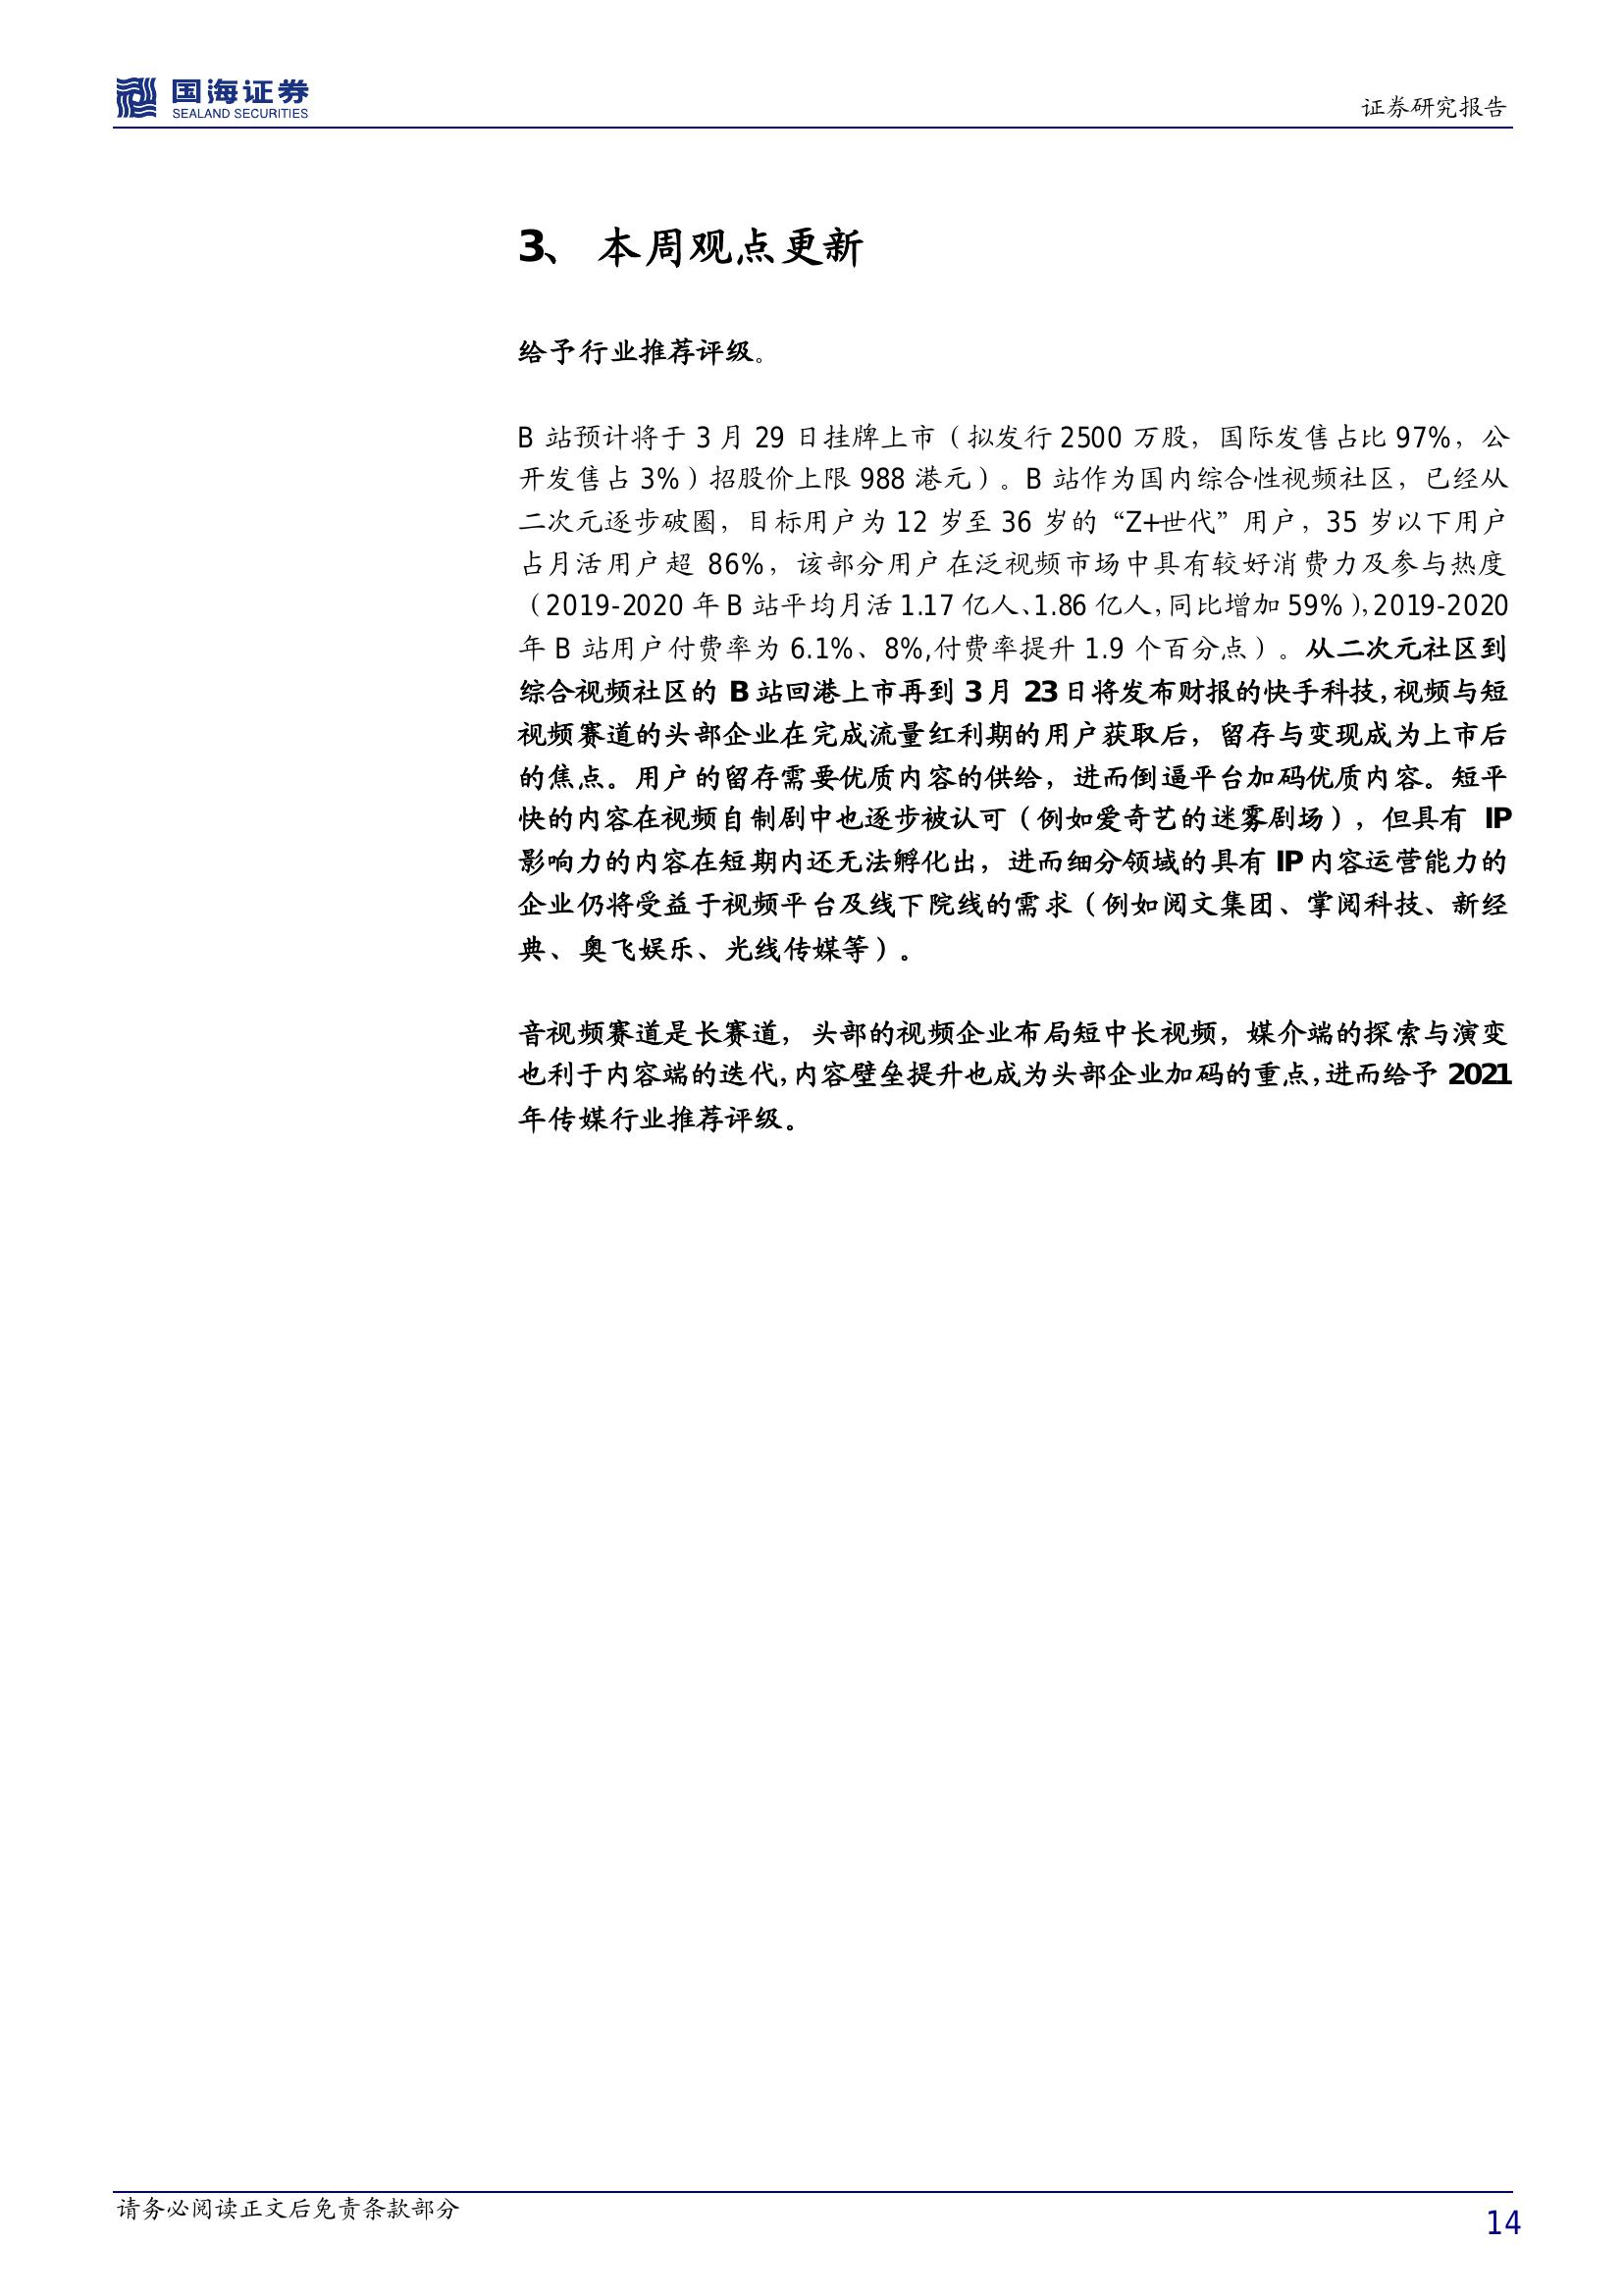 国海证券
SEALAND SECURITIES
证券研究报告
3、 本周观点更新
给予行业推荐评级。
B 站预计将于 3 月 29 日挂牌上市（拟发行 2500 万股，国际发售占比 97%，公
开发售占 3%）招股价上限 988 港元）。B 站作为国内综合性视频社区，已经从
二次元逐步破圈，目标用户为 12 岁至 36 岁的“Z+世代”用户，35 岁以下用户
占月活用户超 86%，该部分用户在泛视频市场中具有较好消费力及参与热度
（2019-2020 年 B 站平均月活 1.17 亿人、1.86 亿人，同比增加 59%），2019-2020
年 B 站用户付费率为 6.1%、8%,付费率提升 1.9 个百分点）。从二次元社区到
综合视频社区的 B 站回港上市再到 3 月 23 日将发布财报的快手科技，视频与短
视频赛道的头部企业在完成流量红利期的用户获取后，留存与变现成为上市后
的焦点。用户的留存需要优质内容的供给，进而倒逼平台加码优质内容。短平
快的内容在视频自制剧中也逐步被认可（例如爱奇艺的迷雾剧场），但具有 IP
影响力的内容在短期内还无法孵化出，进而细分领域的具有 IP 内容运营能力的
企业仍将受益于视频平台及线下院线的需求（例如阅文集团、掌阅科技、新经
典、奥飞娱乐、光线传媒等）。
音视频赛道是长赛道，头部的视频企业布局短中长视频，媒介端的探索与演变
也利于内容端的迭代，内容壁垒提升也成为头部企业加码的重点，进而给予 2021
年传媒行业推荐评级。
请务必阅读正文后免责条款部分
14